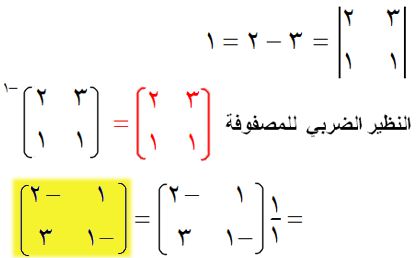 | ٣ ٢ | = ٣ − ٢ = ١
| ١ ١ |
النظير الضربي للمصفوفة ( ٣ ٢ ) = ( ٣ ٢ )⁻¹
( ١ ١ ) ( ١ ١ )
= ١/١ ( ١ −٢ ) = ( ١ −٢ )
( −١ ٣ ) ( −١ ٣ )